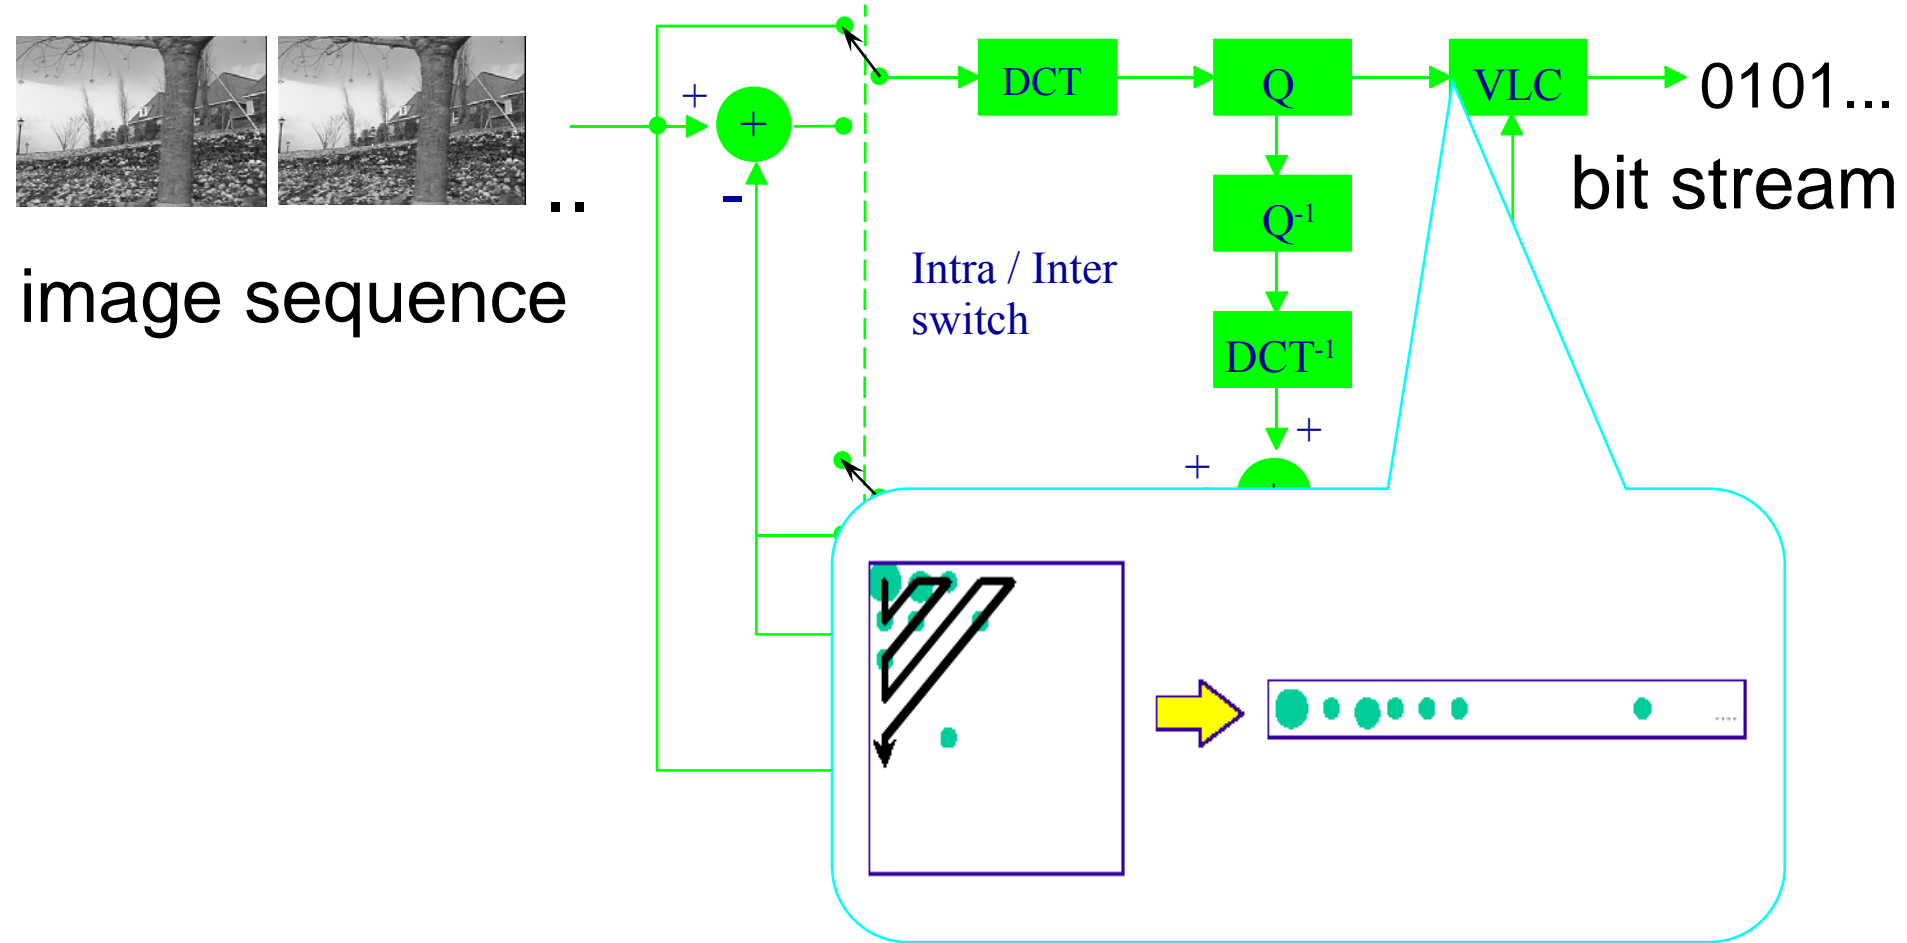 DCT
Q
VLC
0101...
+
+
-
..
bit stream
Q-1
image sequence
Intra / Inter
switch
DCT-1
+
+
....